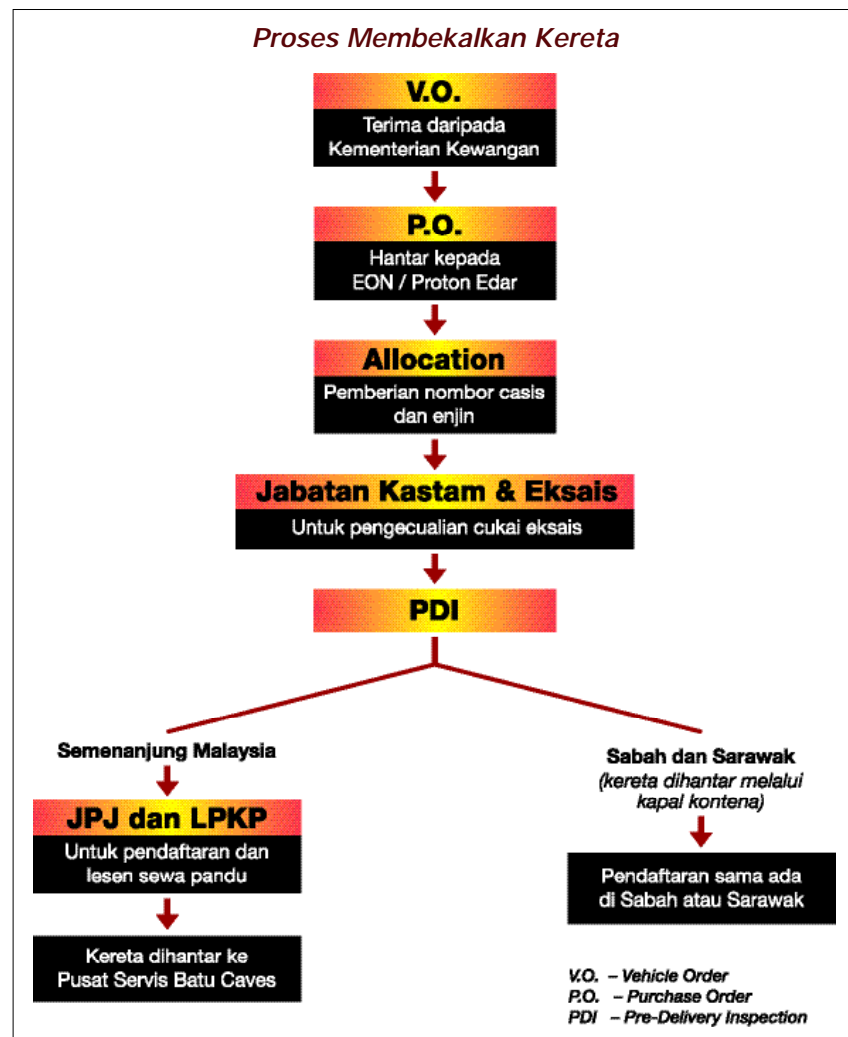 Proses Membekalkan Kereta
V.O.
Terima daripada
Kementerian Kewangan
P.O.
Hantar kepada
EON / Proton Edar
Allocation
Pemberian nombor casis
dan enjin
Jabatan Kastam & Eksais
Untuk pengecualian cukai eksais
PDI
Semenanjung Malaysia
JPJ dan LPKP
Untuk pendaftaran dan
lesen sewa pandu
Kereta dihantar ke
Pusat Servis Batu Caves
Sabah dan Sarawak
(kereta dihantar melalui
kapal kontena)
Pendaftaran sama ada
di Sabah atau Sarawak
V.O. – Vehicle Order
P.O. – Purchase Order
PDI – Pre-Delivery Inspection